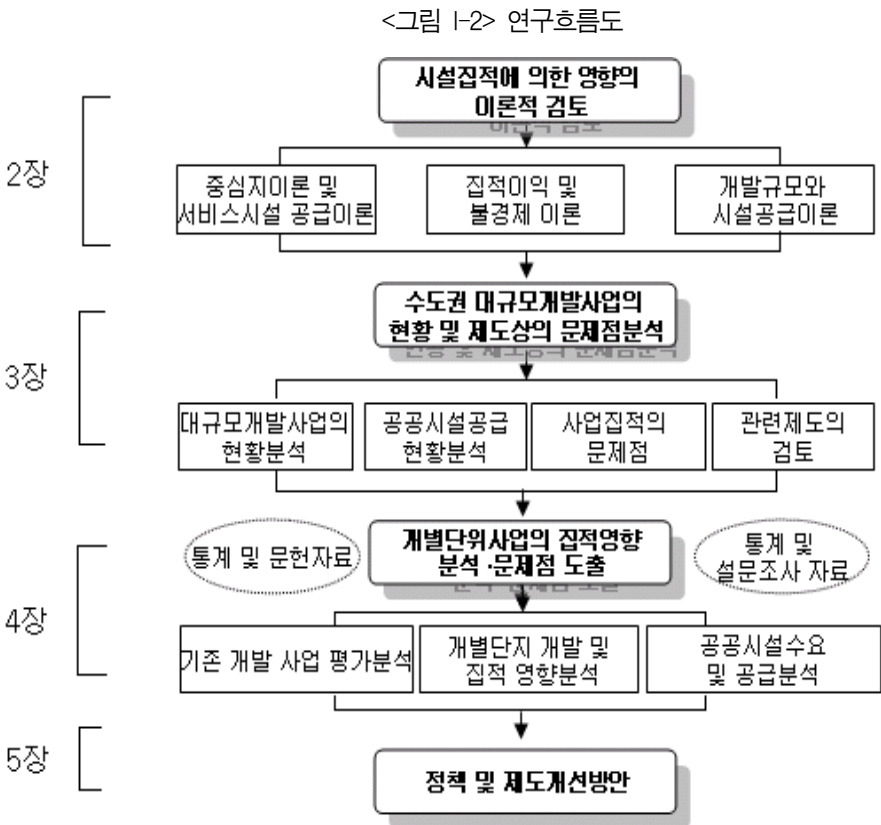 <그림 Ⅰ-2> 연구흐름도
시설집적에 의한 영향의
이론적 검토
2장
중심지이론 및
서비스시설 공급이론
집적이익 및
불경제 이론
개발규모와
시설공급이론
수도권 대규모개발사업의
현황 및 제도상의 문제점분석
3장
대규모개발사업의
현황분석
공공시설공급
현황분석
사업집적의
문제점
관련제도의
검토
4장
통계 및 문헌자료
개별단위사업의 집적영향
분석·문제점 도출
통계 및
설문조사 자료
기존 개발 사업 평가분석
개별단지 개발 및
집적 영향분석
공공시설수요
및 공급분석
5장
정책 및 제도개선방안